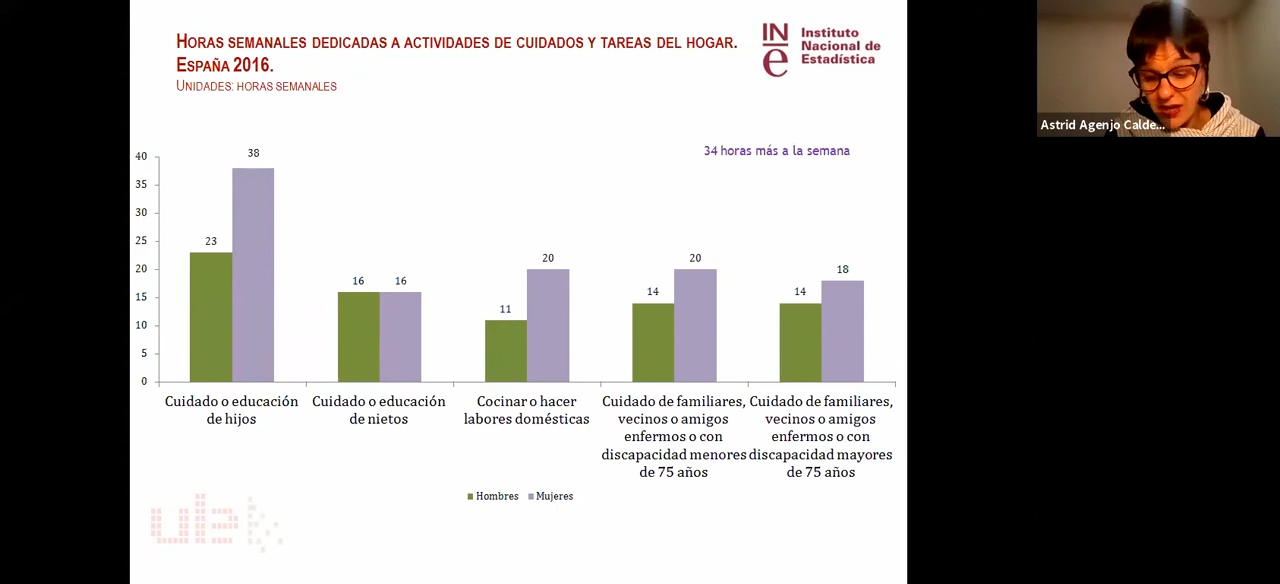 HORAS SEMANALES DEDICADAS A ACTIVIDADES DE CUIDADOS Y TAREAS DEL HOGAR.
ESPAÑA 2016.
UNIDADES: HORAS SEMANALES
IN
e
Instituto
Nacional de
Estadística
Astrid Agenjo Calde...
34 horas más a la semana
40
35
30
25
20
15
10
5
0
23
38
16
16
11
20
14
20
14
18
Cuidado o educación
de hijos
Cuidado o educación
de nietos
Cocinar o hacer
labores domésticas
Cuidado de familiares,
vecinos o amigos
enfermos o con
discapacidad menores
de 75 años
Cuidado de familiares,
vecinos o amigos
enfermos o con
discapacidad mayores
de 75 años
Hombres
Mujeres